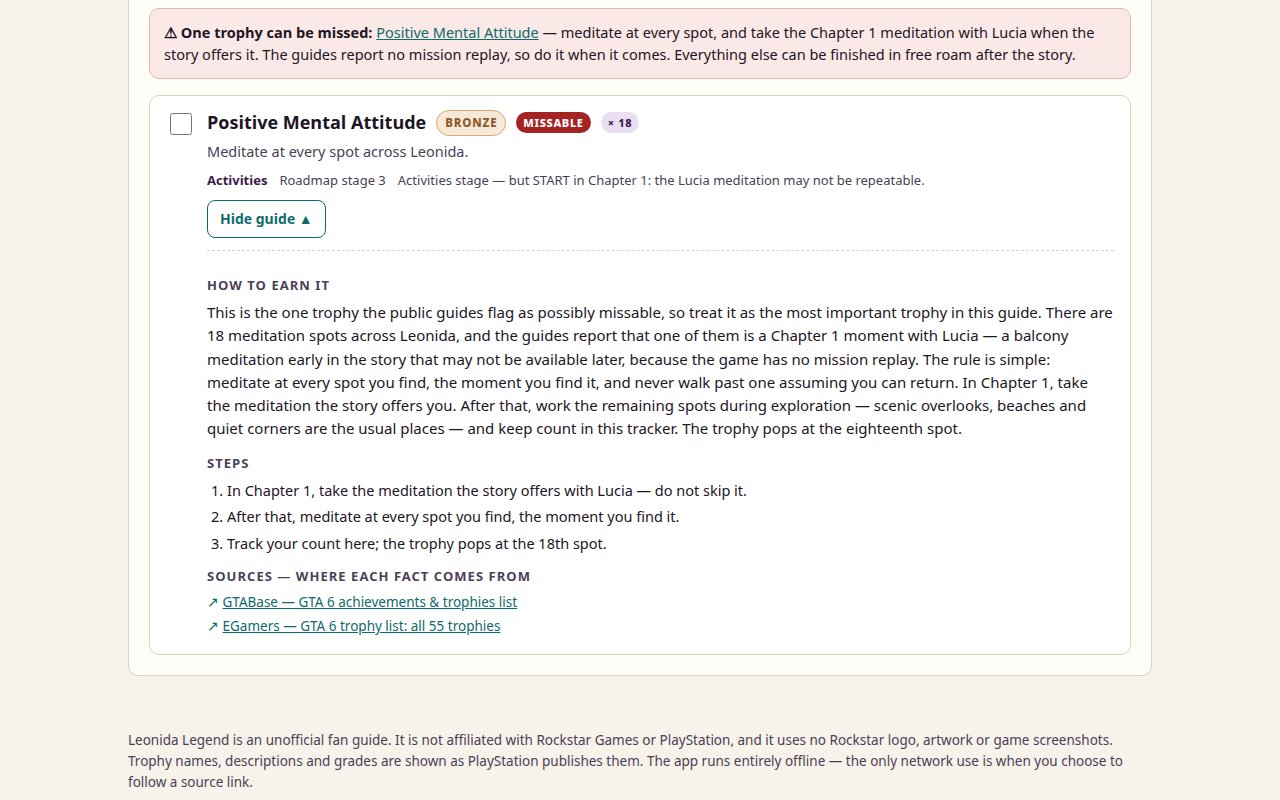 ⚠ One trophy can be missed: Positive Mental Attitude — meditate at every spot, and take the Chapter 1 meditation with Lucia when the
story offers it. The guides report no mission replay, so do it when it comes. Everything else can be finished in free roam after the story.
Positive Mental Attitude BRONZE MISSABLE × 18
Meditate at every spot across Leonida.
Activities Roadmap stage 3 Activities stage — but START in Chapter 1: the Lucia meditation may not be repeatable.
Hide guide ▲
HOW TO EARN IT
This is the one trophy the public guides flag as possibly missable, so treat it as the most important trophy in this guide. There are
18 meditation spots across Leonida, and the guides report that one of them is a Chapter 1 moment with Lucia — a balcony
meditation early in the story that may not be available later, because the game has no mission replay. The rule is simple:
meditate at every spot you find, the moment you find it, and never walk past one assuming you can return. In Chapter 1, take
the meditation the story offers you. After that, work the remaining spots during exploration — scenic overlooks, beaches and
quiet corners are the usual places — and keep count in this tracker. The trophy pops at the eighteenth spot.
STEPS
1. In Chapter 1, take the meditation the story offers with Lucia — do not skip it.
2. After that, meditate at every spot you find, the moment you find it.
3. Track your count here; the trophy pops at the 18th spot.
SOURCES — WHERE EACH FACT COMES FROM
↗ GTABase — GTA 6 achievements & trophies list
↗ EGamers — GTA 6 trophy list: all 55 trophies
Leonida Legend is an unofficial fan guide. It is not affiliated with Rockstar Games or PlayStation, and it uses no Rockstar logo, artwork or game screenshots.
Trophy names, descriptions and grades are shown as PlayStation publishes them. The app runs entirely offline — the only network use is when you choose to
follow a source link.